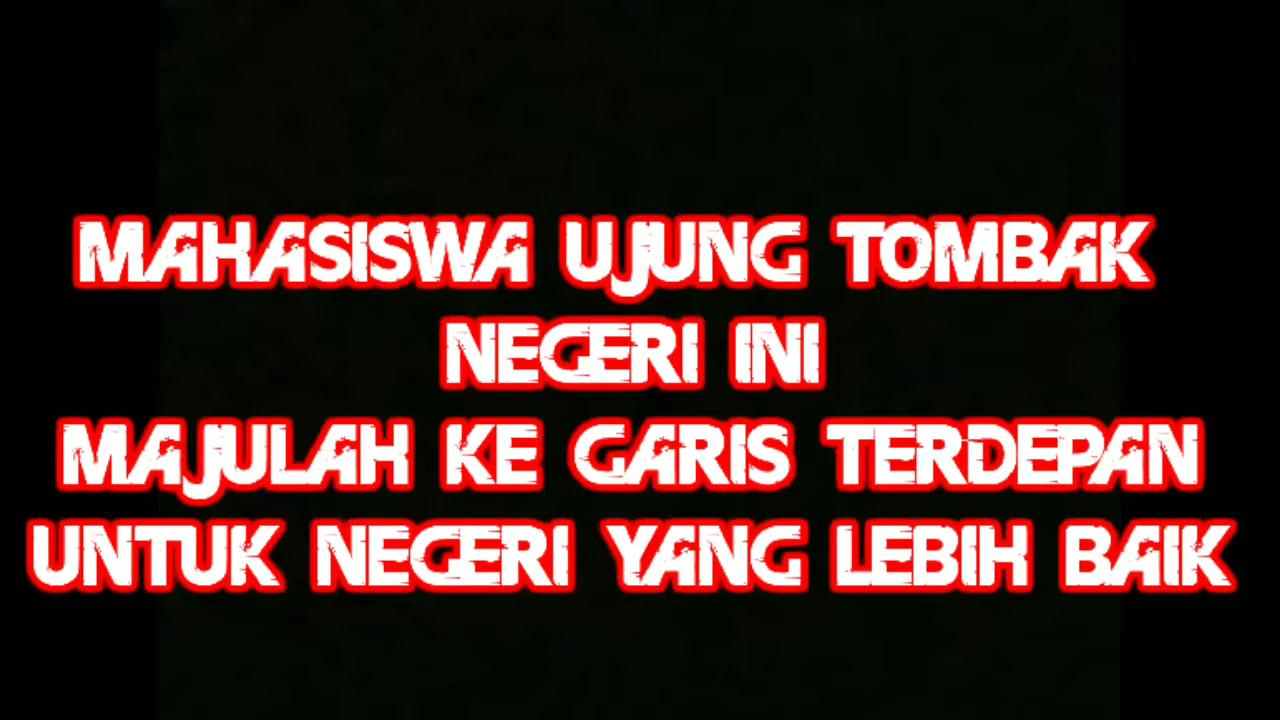 MAHASISWA UJUNG TOMBAK
NEGERI INI
MAJULAH KE GARIS TERDEPAN
UNTUK NEGERI YANG LEBIH BAIK